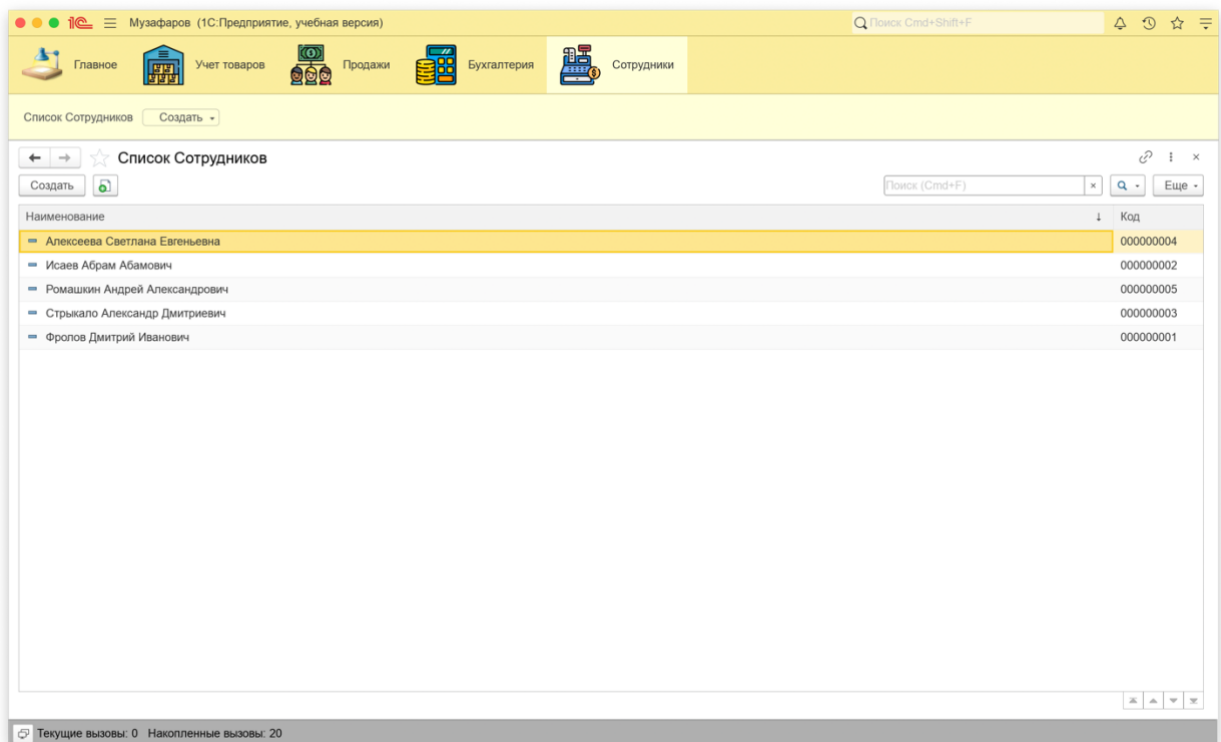 1С Музафаров (1С:Предприятие, учебная версия) Поиск Cmd+Shift+F
Главное Учет товаров Продажи Бухгалтерия Сотрудники
Список Сотрудников Создать
Список Сотрудников
Создать Поиск (Cmd+F) × Еще
Наименование ↓ Код
Алексеева Светлана Евгеньевна 000000004
Исаев Абрам Абамович 000000002
Ромашкин Андрей Александрович 000000005
Стрыкало Александр Дмитриевич 000000003
Фролов Дмитрий Иванович 000000001
Текущие вызовы: 0 Накопленные вызовы: 20